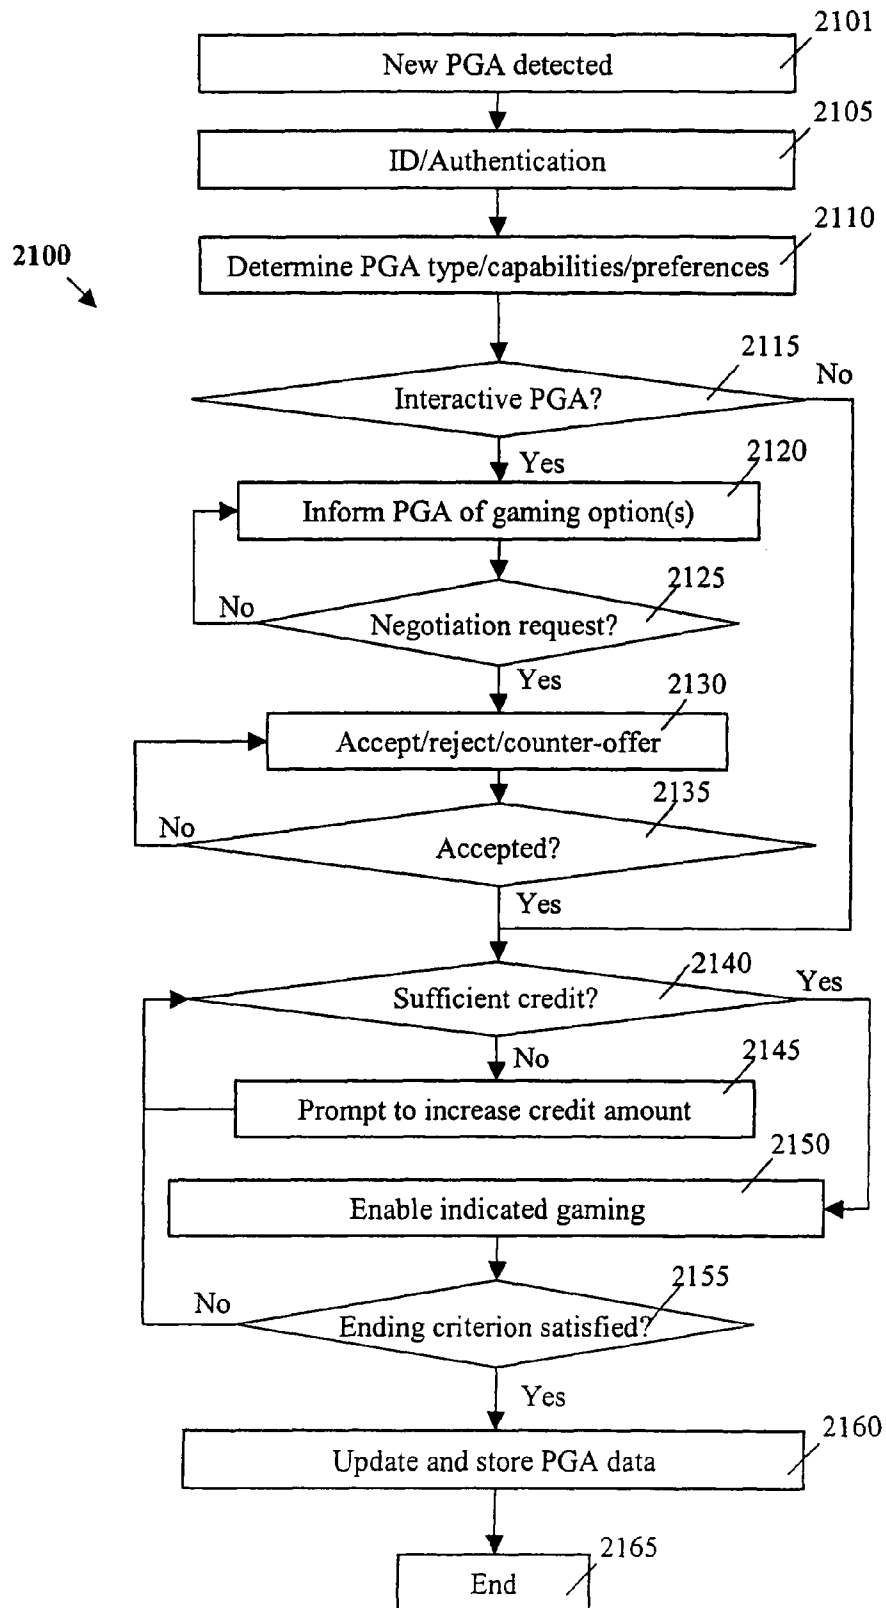 2101
New PGA detected
2105
ID/Authentication
2110
2100
Determine PGA type/capabilities/preferences
2115
No
Interactive PGA?
Yes
2120
Inform PGA of gaming option(s)
2125
No
Negotiation request?
Yes
2130
Accept/reject/counter-offer
2135
No
Accepted?
Yes
2140
Yes
Sufficient credit?
No
2145
Prompt to increase credit amount
2150
Enable indicated gaming
2155
No
Ending criterion satisfied?
Yes
2160
Update and store PGA data
2165
End